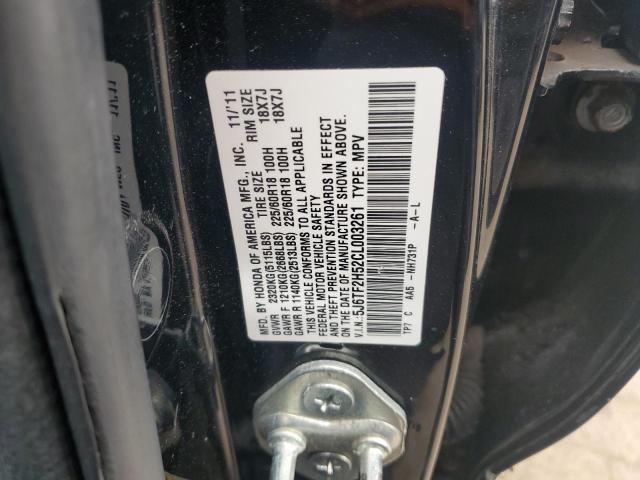 MFD. BY HONDA OF AMERICA MFG., INC. 11/'11
TIRE SIZE RIM SIZE
GVWR 2320KG(5115LBS)
GAWR F 1210KG(2668LBS) 225/60R18 100H 18X7J
GAWR R 1140KG(2513LBS) 225/60R18 100H 18X7J
THIS VEHICLE CONFORMS TO ALL APPLICABLE
FEDERAL MOTOR VEHICLE SAFETY
AND THEFT PREVENTION STANDARDS IN EFFECT
ON THE DATE OF MANUFACTURE SHOWN ABOVE.
V.I.N.: 5J6TF2H52CL003261 TYPE: MPV
TP7 C AA5 -NH731P -A-L